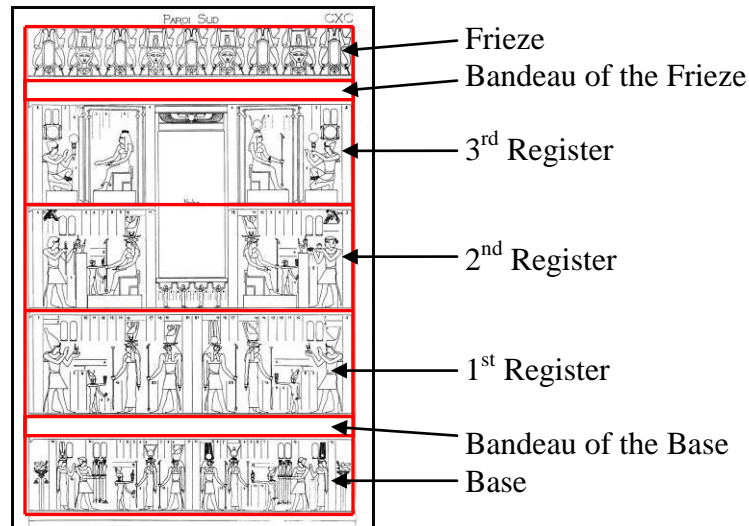 PAROI SUD CXC
Frieze
Bandeau of the Frieze
3rd Register
2nd Register
1st Register
Bandeau of the Base
Base